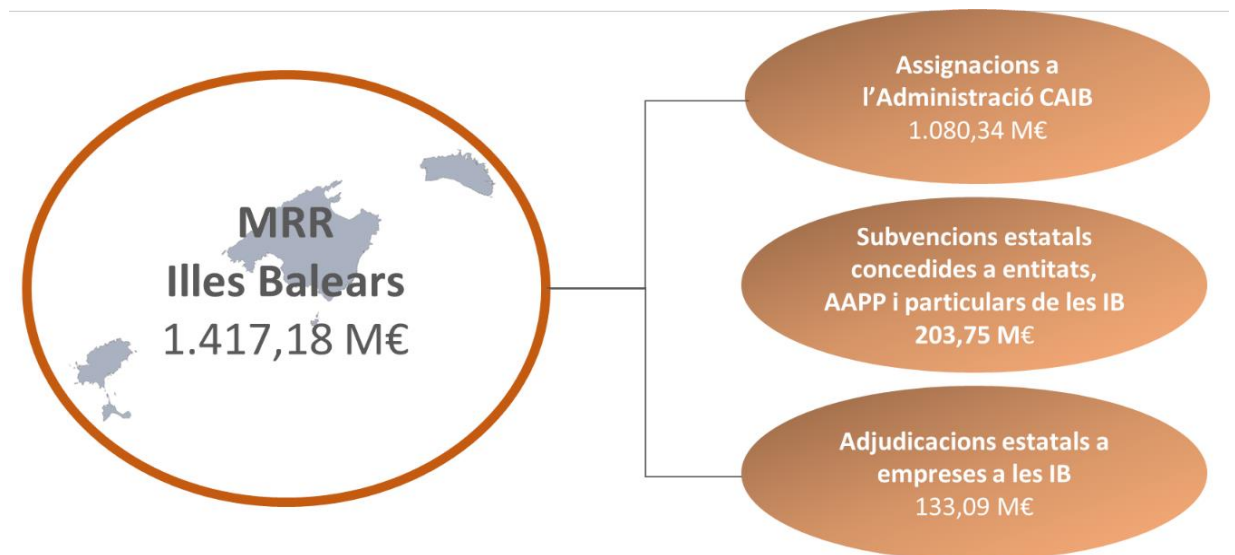 MRR
Illes Balears
1.417,18 M€
Assignacions a
l’Administració CAIB
1.080,34 M€
Subvencions estatals
concedides a entitats,
AAPP i particulars de les IB
203,75 M€
Adjudicacions estatals a
empreses a les IB
133,09 M€